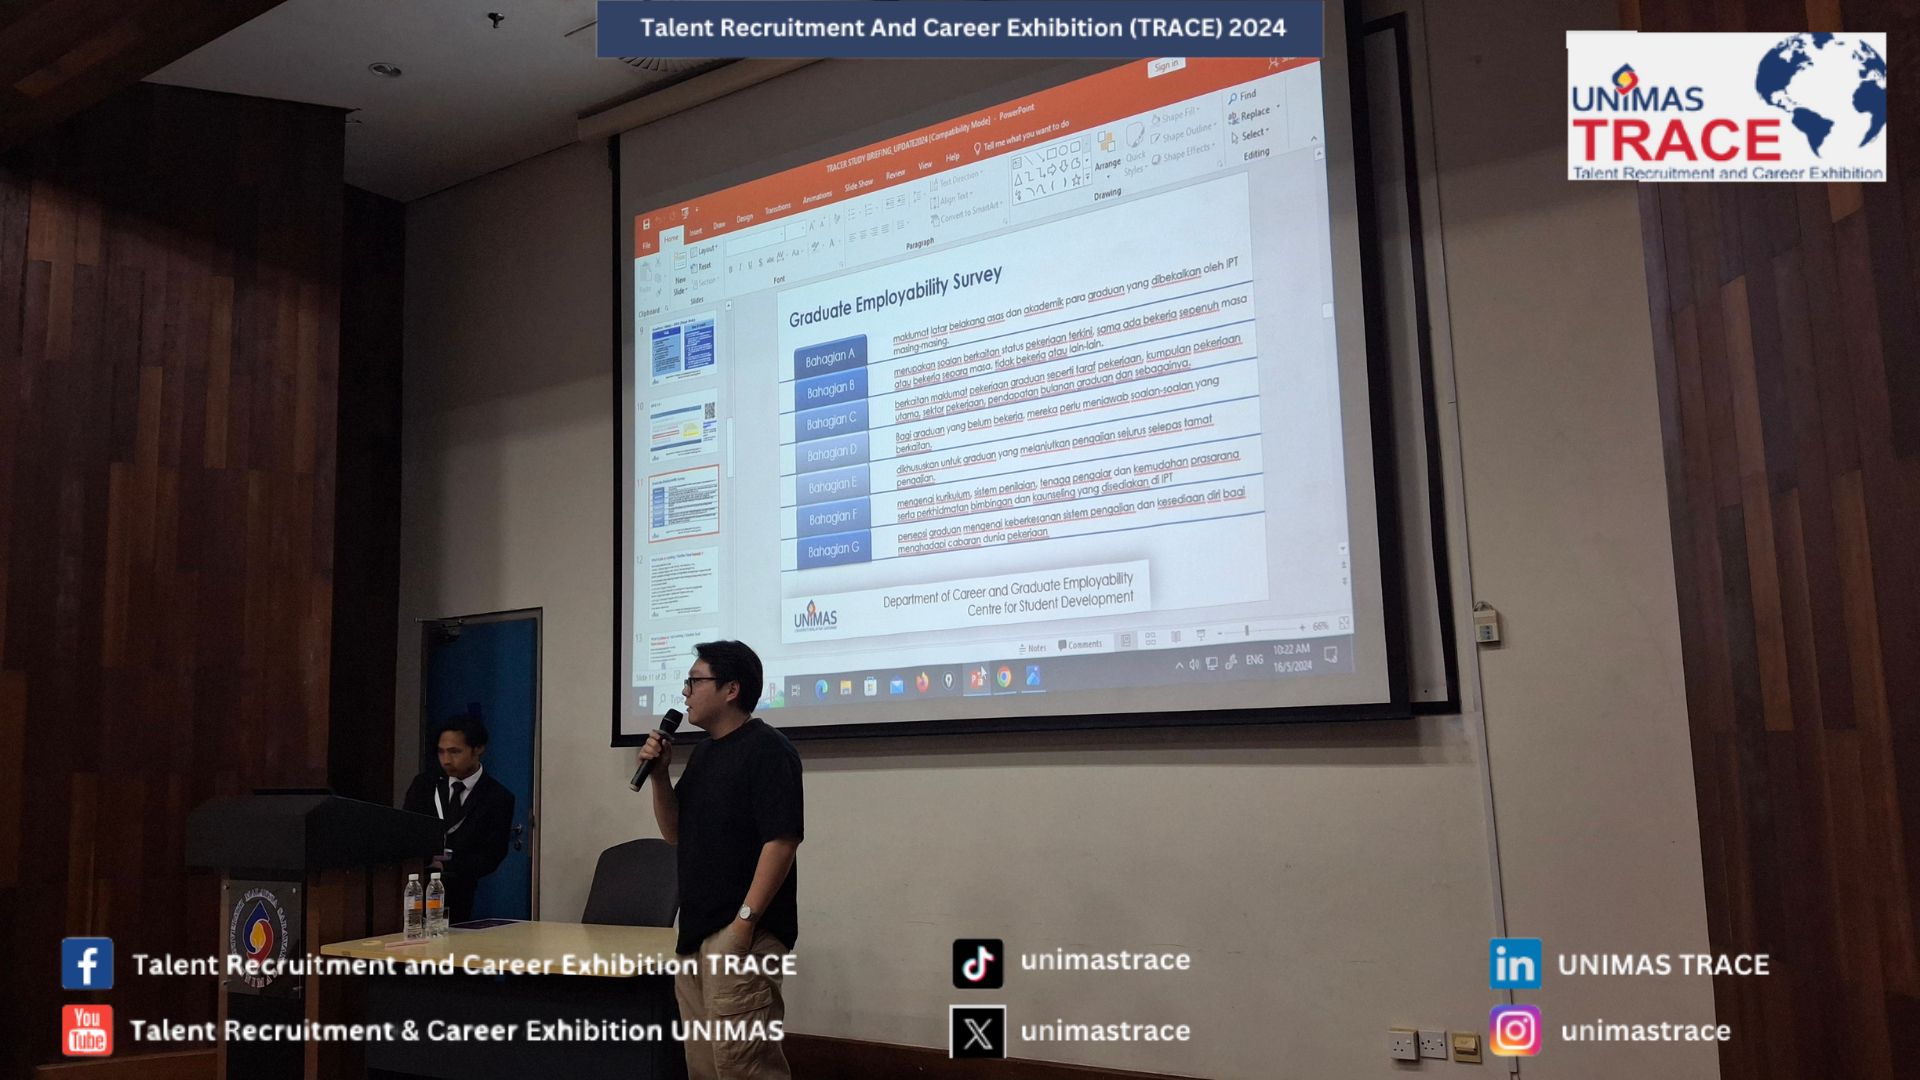 Talent Recruitment And Career Exhibition (TRACE) 2024
UNIMAS
TRACE
Talent Recruitment and Career Exhibition
Sign in
TRACER STUDY BRIEFING_UPDATE2024 [Compatibility Mode] - PowerPoint
File Home Insert Draw Design Transitions Animations Slide Show Review View Help Tell me what you want to do
Layout
Reset
Section
New
Slide
Text Direction
Align Text
Convert to SmartArt
Arrange
Quick
Styles
Shape Fill
Shape Outline
Shape Effects
Find
Replace
Select
Clipboard Slides Font Paragraph Drawing Editing
9
10
11
12
13
Graduate Employability Survey
Bahagian A
maklumat latar belakang asas dan akademik para graduan yang dibekalkan oleh IPT
masing-masing.
Bahagian B
merupakan soalan berkaitan status pekerjaan terkini, sama ada bekerja sepenuh masa
atau bekerja separa masa, tidak bekerja atau lain-lain.
Bahagian C
berkaitan maklumat pekerjaan graduan seperti taraf pekerjaan, kumpulan pekerjaan
utama, sektor pekerjaan, pendapatan bulanan graduan dan sebagainya.
Bahagian D
Bagi graduan yang belum bekerja, mereka perlu menjawab soalan-soalan yang
berkaitan.
Bahagian E
dikhususkan untuk graduan yang melanjutkan pengajian sejurus selepas tamat
pengajian.
Bahagian F
mengenai kurikulum, sistem penilaian, tenaga pengajar dan kemudahan prasarana
serta perkhidmatan bimbingan dan kaunseling yang disediakan di IPT
Bahagian G
persepsi graduan mengenai keberkesanan sistem pengajian dan kesediaan diri bagi
menghadapi cabaran dunia pekerjaan
UNIMAS
Department of Career and Graduate Employability
Centre for Student Development
Slide 11 of 25
Notes Comments 66%
ENG 10:22 AM
16/5/2024
UNIVERSITI MALAYSIA SARAWAK
UNIMAS
Talent Recruitment and Career Exhibition TRACE
unimastrace
UNIMAS TRACE
You
Tube
Talent Recruitment & Career Exhibition UNIMAS
unimastrace
unimastrace